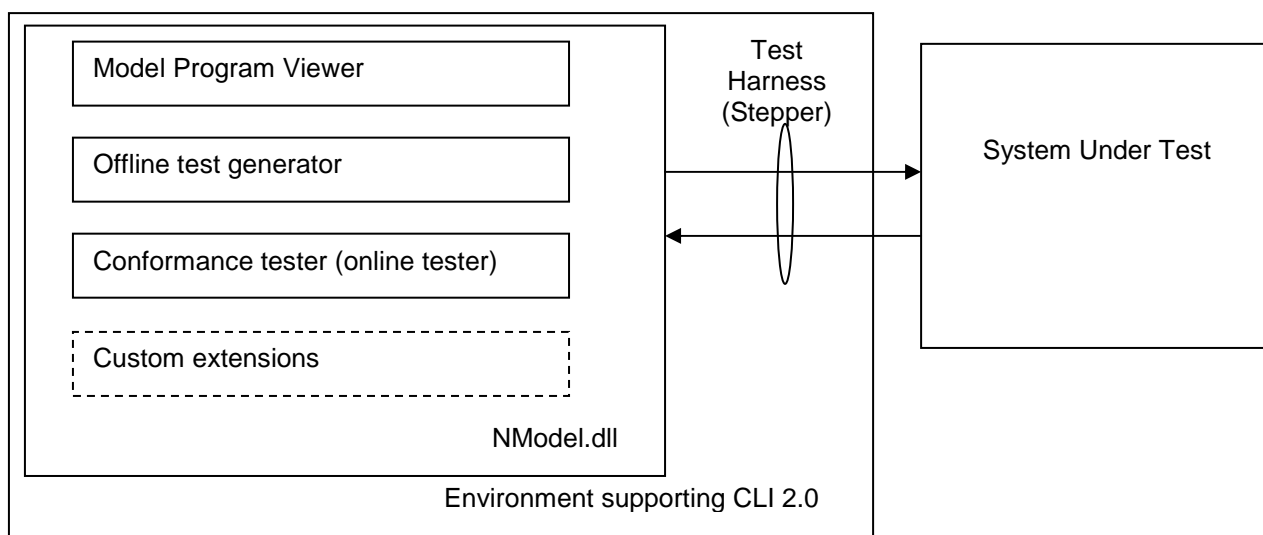 Model Program Viewer
Offline test generator
Conformance tester (online tester)
Custom extensions
NModel.dll
Environment supporting CLI 2.0
Test
Harness
(Stepper)
System Under Test